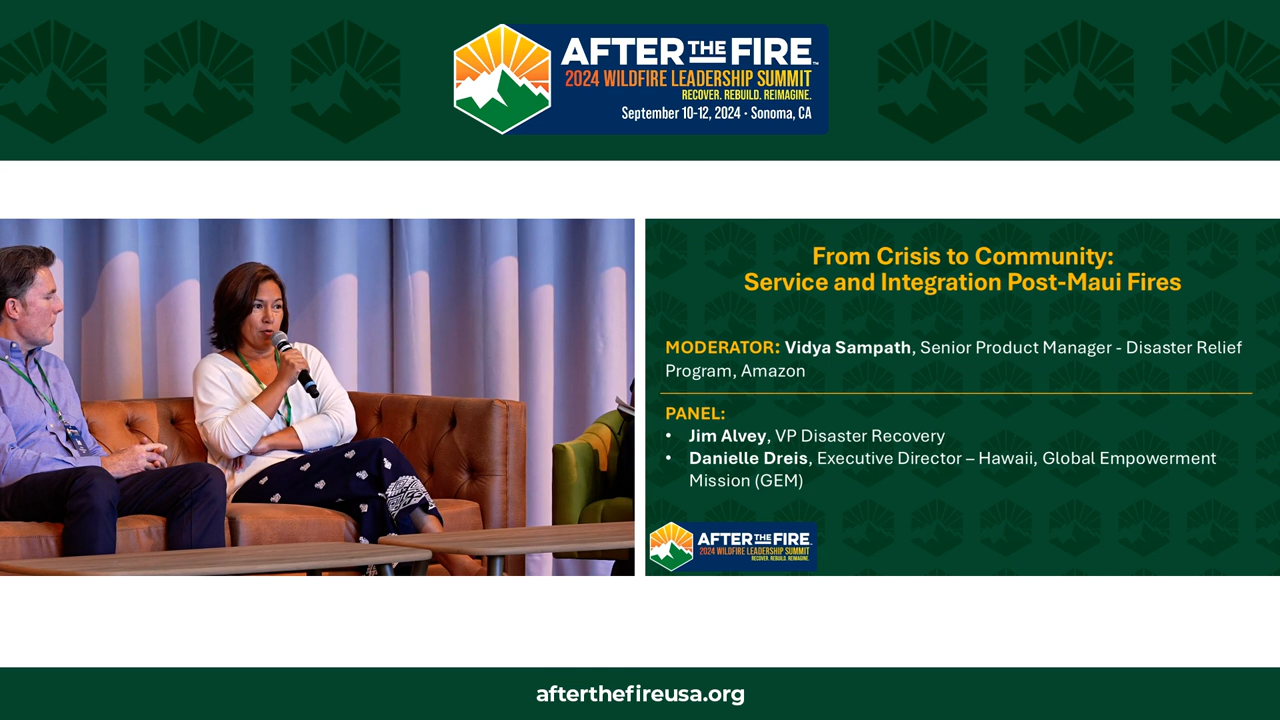 AFTER THE FIRE™
2024 WILDFIRE LEADERSHIP SUMMIT
RECOVER. REBUILD. REIMAGINE.
September 10-12, 2024 · Sonoma, CA
From Crisis to Community:
Service and Integration Post-Maui Fires
MODERATOR: Vidya Sampath, Senior Product Manager - Disaster Relief
Program, Amazon
PANEL:
• Jim Alvey, VP Disaster Recovery
• Danielle Dreis, Executive Director – Hawaii, Global Empowerment
Mission (GEM)
AFTER THE FIRE
2024 WILDFIRE LEADERSHIP SUMMIT
RECOVER. REBUILD. REIMAGINE.
afterthefireusa.org